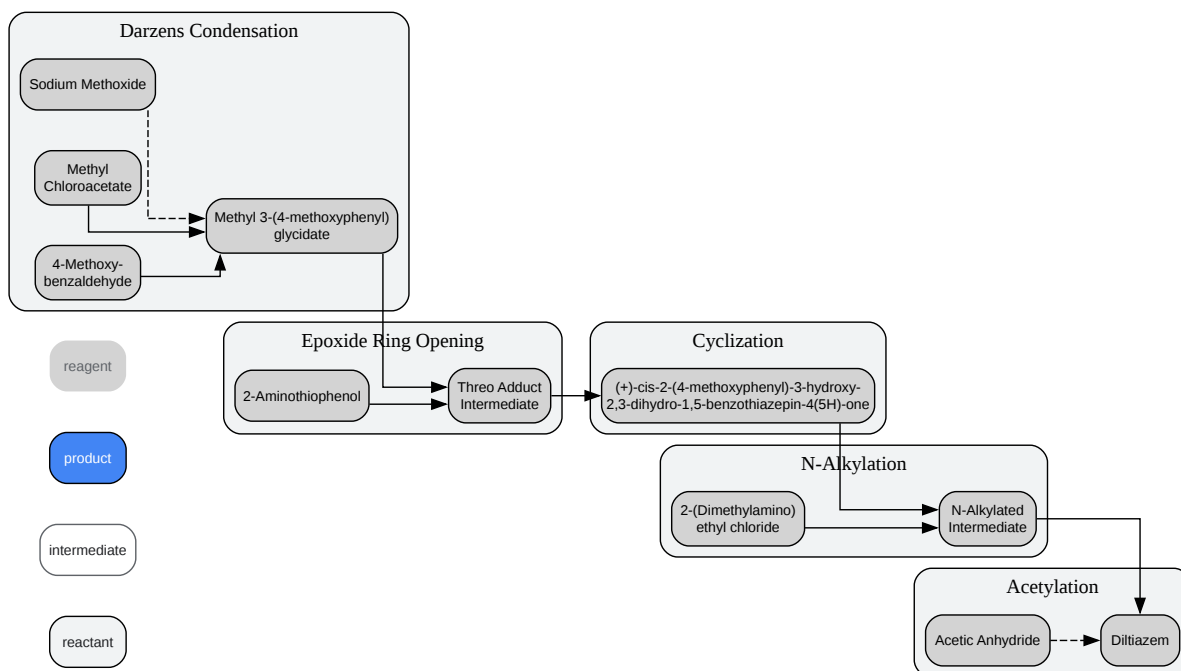 Darzens Condensation
Sodium Methoxide
Methyl
Chloroacetate
Methyl 3-(4-methoxyphenyl)
glycidate
4-Methoxy-
benzaldehyde
Epoxide Ring Opening
2-Aminothiophenol
Threo Adduct
Intermediate
Cyclization
(+)-cis-2-(4-methoxyphenyl)-3-hydroxy-
2,3-dihydro-1,5-benzothiazepin-4(5H)-one
N-Alkylation
2-(Dimethylamino)
ethyl chloride
N-Alkylated
Intermediate
Acetylation
Acetic Anhydride
Diltiazem
reagent
product
intermediate
reactant